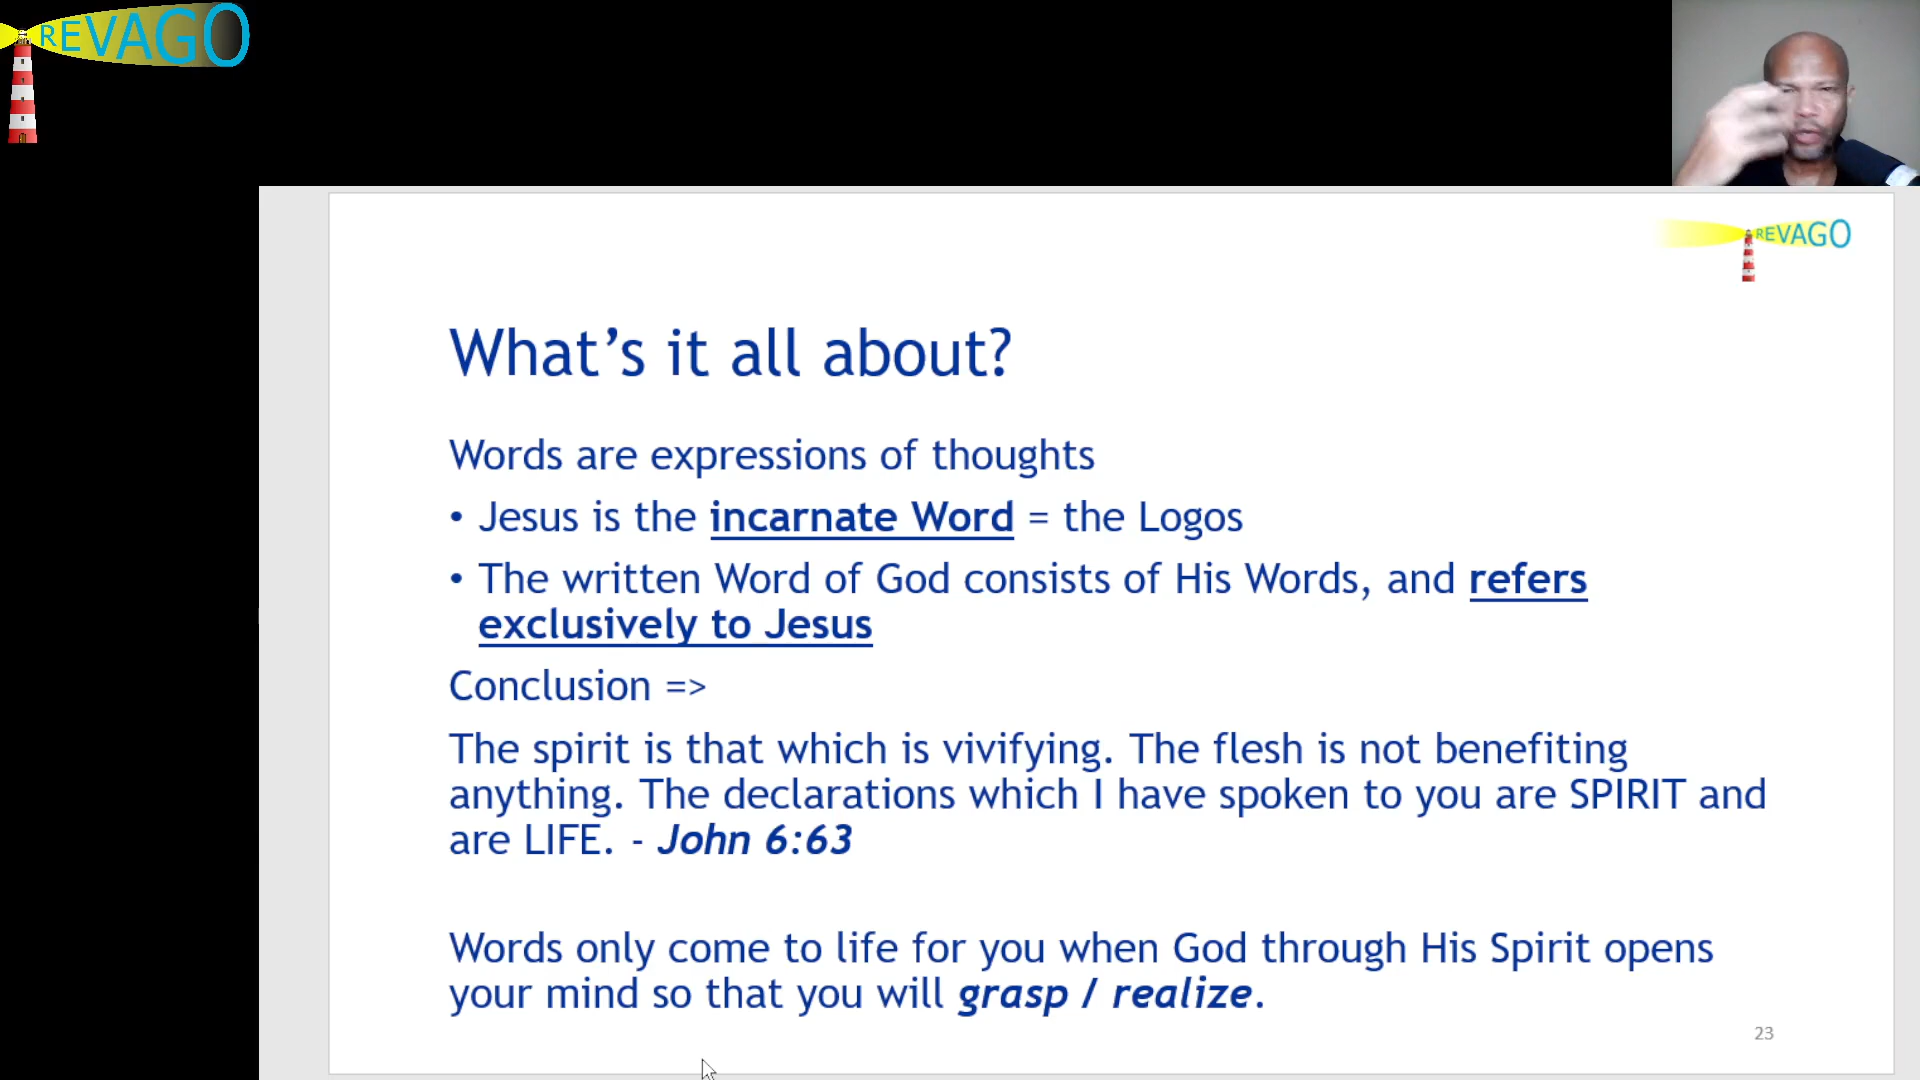 REVAGO
REVAGO
What’s it all about?
Words are expressions of thoughts
• Jesus is the incarnate Word = the Logos
• The written Word of God consists of His Words, and refers
exclusively to Jesus
Conclusion =>
The spirit is that which is vivifying. The flesh is not benefiting
anything. The declarations which I have spoken to you are SPIRIT and
are LIFE. - John 6:63
Words only come to life for you when God through His Spirit opens
your mind so that you will grasp / realize.
23